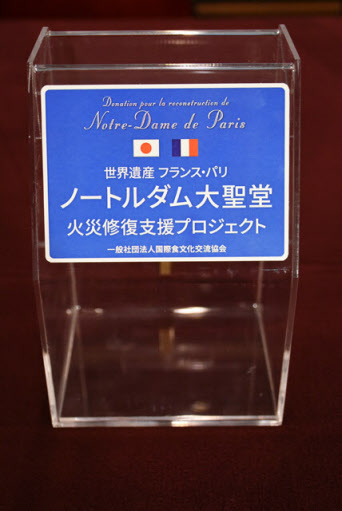 Donation pour la reconstruction de
Notre-Dame de Paris
世界遺産 フランス・パリ
ノートルダム大聖堂
火災修復支援プロジェクト
一般社団法人国際食文化交流協会